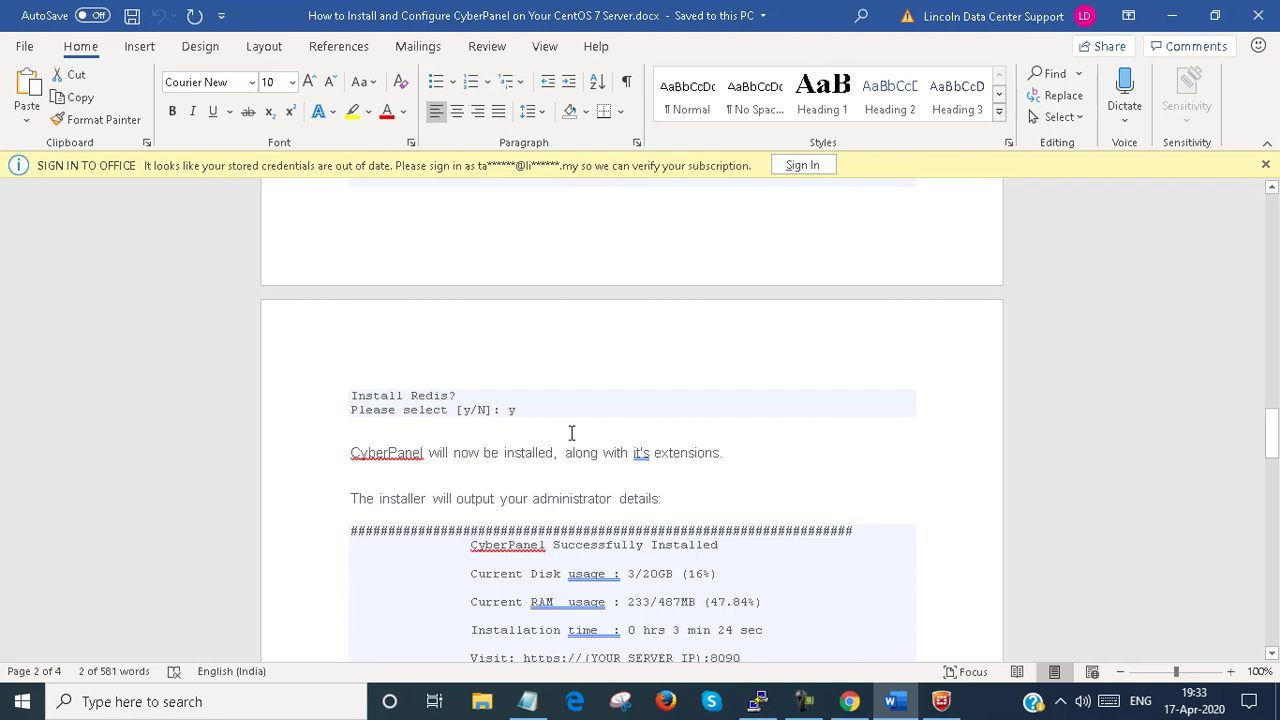 AutoSave Off How to Install and Configure CyberPanel on Your CentOS 7 Server.docx - Saved to this PC Lincoln Data Center Support LD
File Home Insert Design Layout References Mailings Review View Help Share Comments
Paste Cut Copy Format Painter
Courier New 10 Aa
B I U ab x₂ x² A A
AaBbCcDc AaBbCcDc AaB AaBbCcD AaBbCcD
¶ Normal ¶ No Spac... Heading 1 Heading 2 Heading 3
Find Replace Select Dictate Sensitivity
Clipboard Font Paragraph Styles Editing Voice Sensitivity
SIGN IN TO OFFICE It looks like your stored credentials are out of date. Please sign in as ta******@li******.my so we can verify your subscription. Sign In
Install Redis?
Please select [y/N]: y
CyberPanel will now be installed, along with it's extensions.
The installer will output your administrator details:
###################################################################
CyberPanel Successfully Installed
Current Disk usage : 3/20GB (16%)
Current RAM usage : 233/487MB (47.84%)
Installation time : 0 hrs 3 min 24 sec
Visit: https://(YOUR SERVER IP):8090
Page 2 of 4 2 of 581 words English (India) Focus 100%
Type here to search ENG 19:33
17-Apr-2020